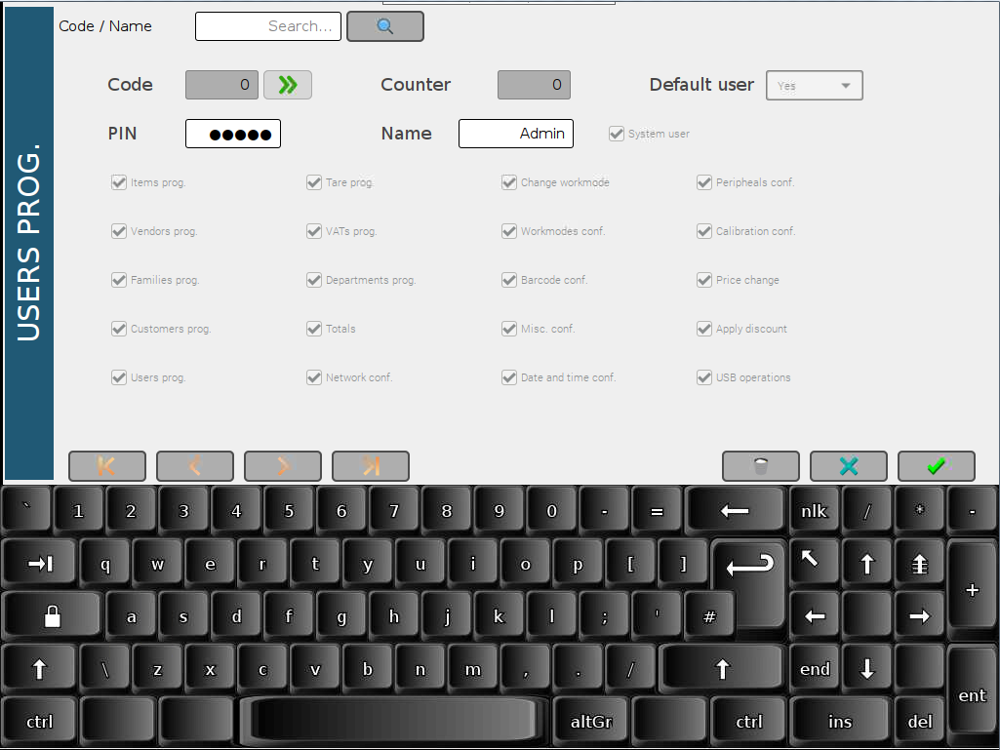 USERS PROG.
Code / Name Search...
Code 0 Counter 0 Default user Yes
PIN ●●●●● Name Admin System user
Items prog. Tare prog. Change workmode Peripheals conf.
Vendors prog. VATs prog. Workmodes conf. Calibration conf.
Families prog. Departments prog. Barcode conf. Price change
Customers prog. Totals Misc. conf. Apply discount
Users prog. Network conf. Date and time conf. USB operations
` 1 2 3 4 5 6 7 8 9 0 - = nlk / * -
q w e r t y u i o p [ ]
+
a s d f g h j k l ; ' #
\ z x c v b n m , . / end
ent
ctrl altGr ctrl ins del